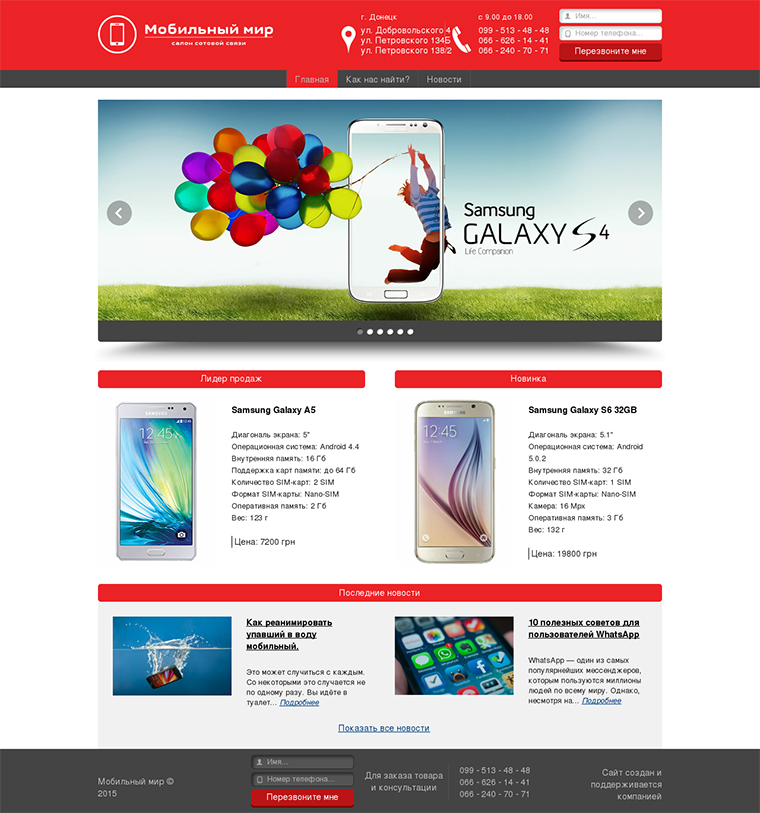 Мобильный мир
салон сотовой связи
г. Донецк
ул. Добровольского 4
ул. Петровского 134Б
ул. Петровского 138/2
с 9.00 до 18.00
099 - 513 - 48 - 48
066 - 626 - 14 - 41
066 - 240 - 70 - 71
Имя...
Номер телефона...
Перезвоните мне
Главная
Как нас найти?
Новости
Samsung
GALAXY S4
Life Companion
Лидер продаж
SAMSUNG
12:45
Samsung Galaxy A5
Диагональ экрана: 5"
Операционная система: Android 4.4
Внутренняя память: 16 Гб
Поддержка карт памяти: до 64 Гб
Количество SIM-карт: 2 SIM
Формат SIM-карты: Nano-SIM
Оперативная память: 2 Гб
Вес: 123 г
Цена: 7200 грн
Новинка
SAMSUNG
12:45
Samsung Galaxy S6 32GB
Диагональ экрана: 5.1"
Операционная система: Android
5.0.2
Внутренняя память: 32 Гб
Количество SIM-карт: 1 SIM
Формат SIM-карты: Nano-SIM
Камера: 16 Mpx
Оперативная память: 3 Гб
Вес: 132 г
Цена: 19800 грн
Последние новости
Как реанимировать
упавший в воду
мобильный.
Это может случиться с каждым.
Со некоторыми это случается не
по одному разу. Вы идёте в
туалет... Подробнее
10 полезных советов для
пользователей WhatsApp
WhatsApp — один из самых
популярнейших мессенджеров,
которым пользуются миллионы
людей по всему миру. Однако,
несмотря на... Подробнее
Показать все новости
Мобильный мир ©
2015
Имя...
Номер телефона...
Перезвоните мне
Для заказа товара
и консультации
099 - 513 - 48 - 48
066 - 626 - 14 - 41
066 - 240 - 70 - 71
Сайт создан и
поддерживается
компанией